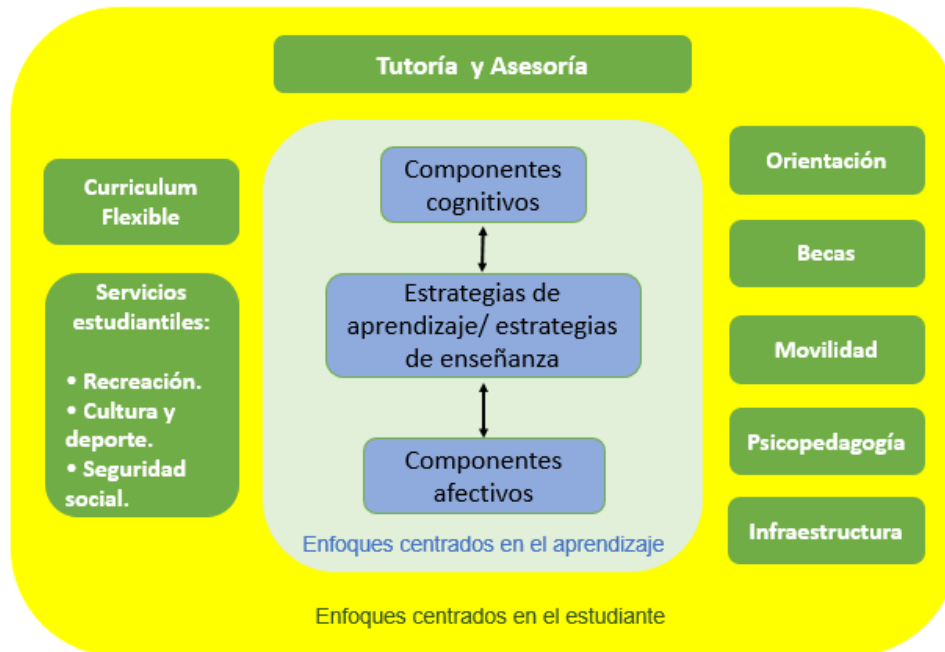 Tutoría y Asesoría
Curriculum
Flexible
Servicios
estudiantiles:
• Recreación.
• Cultura y
deporte.
• Seguridad
social.
Componentes
cognitivos
Estrategias de
aprendizaje/ estrategias
de enseñanza
Componentes
afectivos
Enfoques centrados en el aprendizaje
Orientación
Becas
Movilidad
Psicopedagogía
Infraestructura
Enfoques centrados en el estudiante